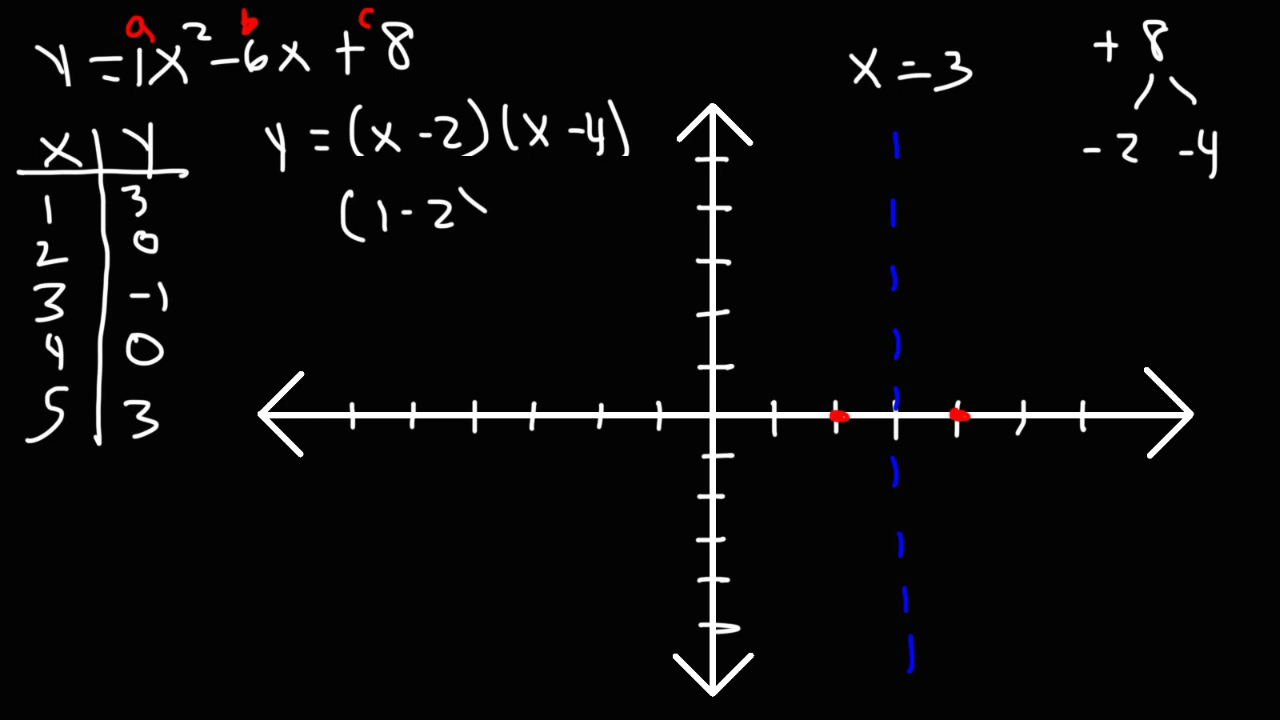 a b c
y = 1x² - 6x + 8
x = 3
+ 8
- 2 - 4
y = (x - 2)(x - 4)
(1 - 2)
x | y
1 | 3
2 | 0
3 | -1
4 | 0
5 | 3